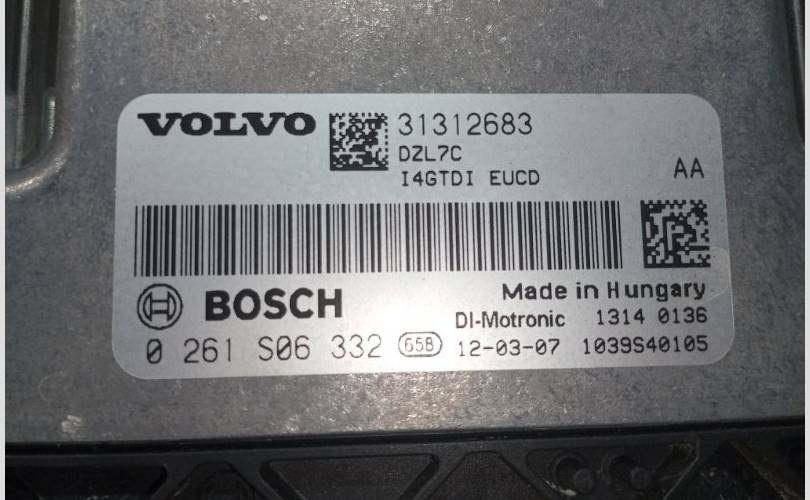 VOLVO 31312683
DZL7C
I4GTDI EUCD AA
Made in Hungary
BOSCH
DI-Motronic 1314 0136
0 261 S06 332 658 12-03-07 1039S40105